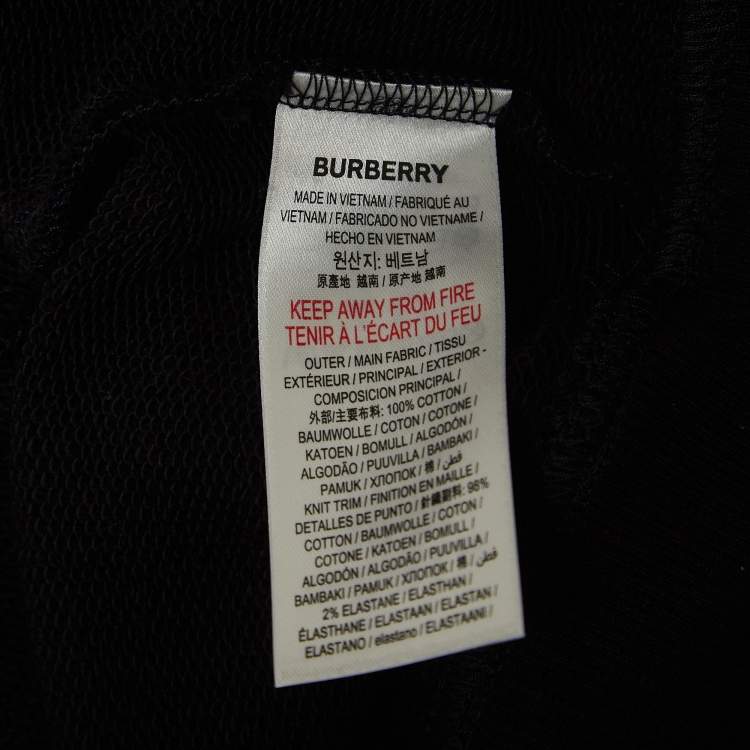 BURBERRY
MADE IN VIETNAM / FABRIQUÉ AU
VIETNAM / FABRICADO NO VIETNAME /
HECHO EN VIETNAM
원산지: 베트남
原產地 越南 / 原产地 越南
KEEP AWAY FROM FIRE
TENIR À L'ÉCART DU FEU
OUTER / MAIN FABRIC / TISSU
EXTÉRIEUR / PRINCIPAL / EXTERIOR -
COMPOSICION PRINCIPAL /
外部/主要布料: 100% COTTON /
BAUMWOLLE / COTON / COTONE /
KATOEN / BOMULL / ALGODÓN /
ALGODÃO / PUUVILLA / BAMBAKI /
PAMUK / ХЛОПОК / 棉 / قطن /
KNIT TRIM / FINITION EN MAILLE /
DETALLES DE PUNTO / 針織副料: 98%
COTTON / BAUMWOLLE / COTON /
COTONE / KATOEN / BOMULL /
ALGODÓN / ALGODÃO / PUUVILLA /
BAMBAKI / PAMUK / ХЛОПОК / 棉 / قطن /
2% ELASTANE / ELASTHAN /
ÉLASTHANE / ELASTAAN / ELASTAN /
ELASTANO / elastano / ELASTAANI /